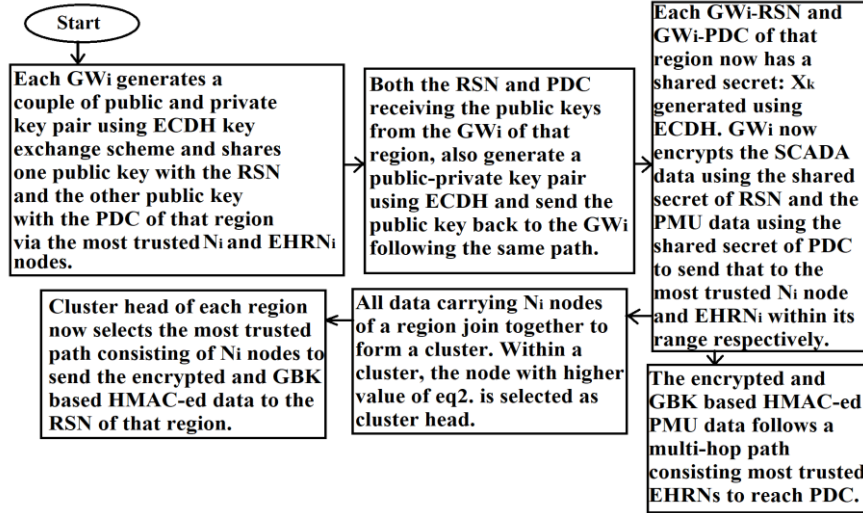 Start
Each GWi generates a
couple of public and private
key pair using ECDH key
exchange scheme and shares
one public key with the RSN
and the other public key
with the PDC of that region
via the most trusted Ni and EHRNi
nodes.
Both the RSN and PDC
receiving the public keys
from the GWi of that
region, also generate a
public-private key pair
using ECDH and send the
public key back to the GWi
following the same path.
Each GWi-RSN and
GWi-PDC of that
region now has a
shared secret: Xk
generated using
ECDH. GWi now
encrypts the SCADA
data using the shared
secret of RSN and the
PMU data using the
shared secret of PDC
to send that to the
most trusted Ni node
and EHRNi within its
range respectively.
All data carrying Ni nodes
of a region join together to
form a cluster. Within a
cluster, the node with higher
value of eq2. is selected as
cluster head.
Cluster head of each region
now selects the most trusted
path consisting of Ni nodes to
send the encrypted and GBK
based HMAC-ed data to the
RSN of that region.
The encrypted and
GBK based HMAC-ed
PMU data follows a
multi-hop path
consisting most trusted
EHRNs to reach PDC.